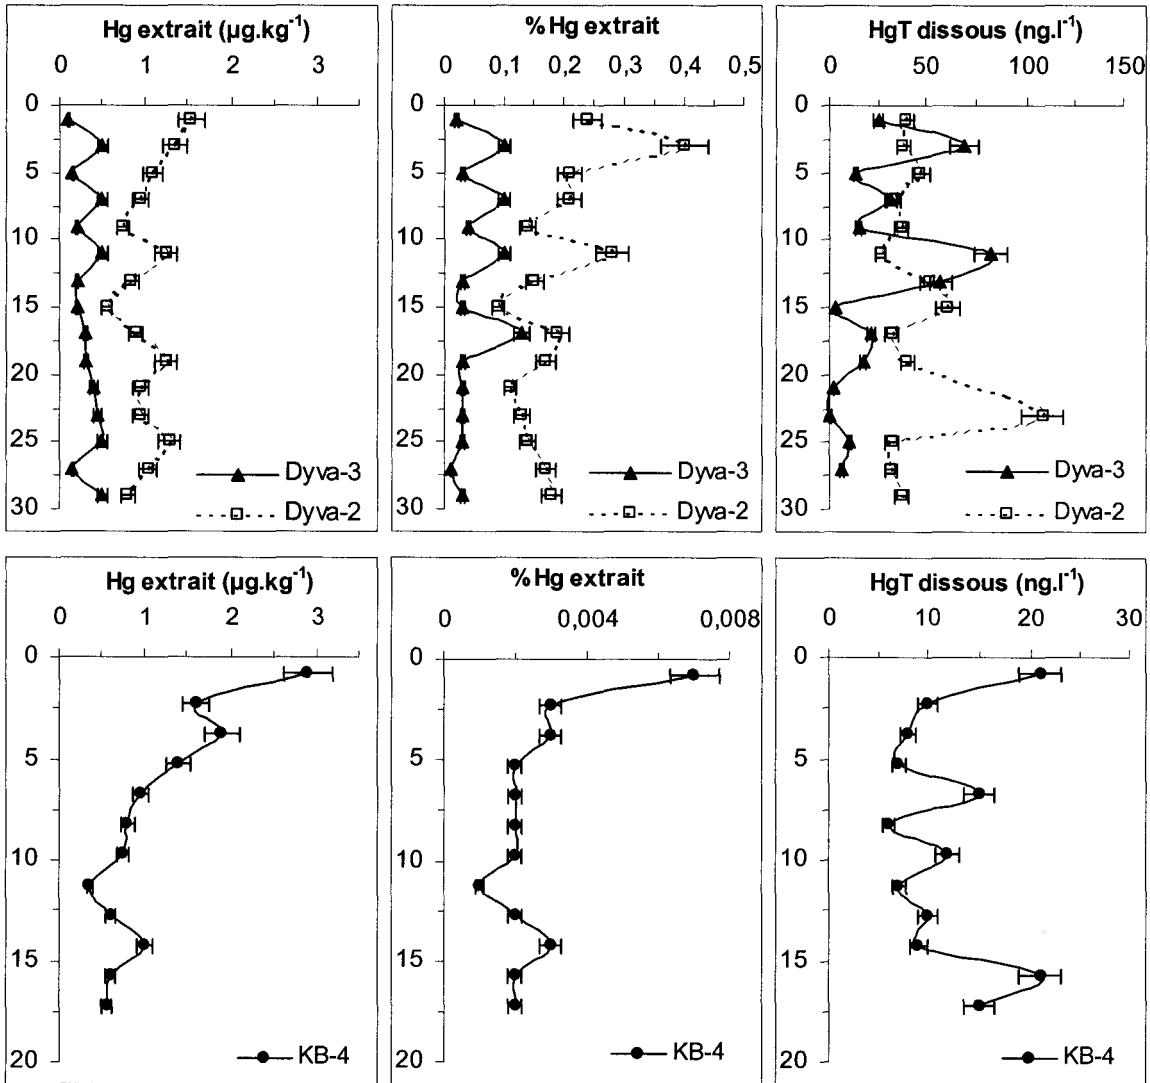 Hg extrait (µg.kg⁻¹)
0 1 2 3
0
5
10
15
20
25
30
Dyva-3
Dyva-2
%Hg extrait
0 0,1 0,2 0,3 0,4 0,5
0
5
10
15
20
25
30
Dyva-3
Dyva-2
HgT dissous (ng.l⁻¹)
0 50 100 150
0
5
10
15
20
25
30
Dyva-3
Dyva-2
Hg extrait (µg.kg⁻¹)
0 1 2 3
0
5
10
15
20
KB-4
%Hg extrait
0 0,004 0,008
0
5
10
15
20
KB-4
HgT dissous (ng.l⁻¹)
0 10 20 30
0
5
10
15
20
KB-4